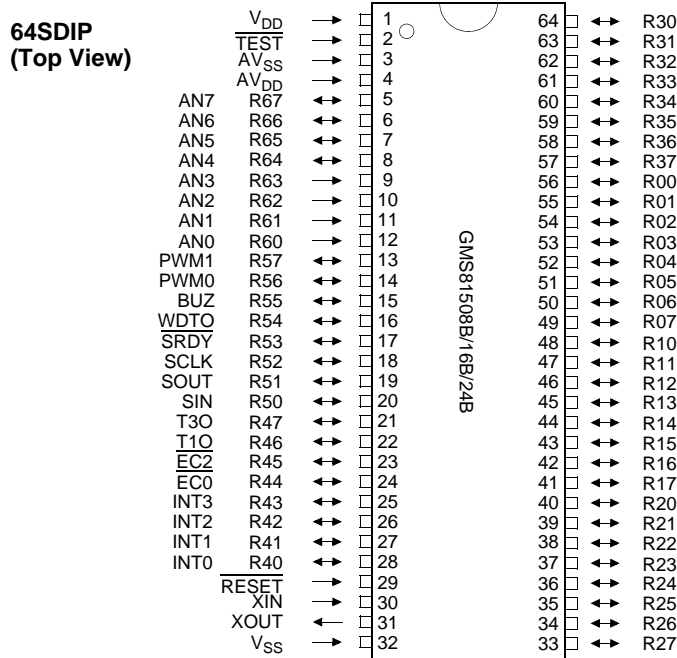 64SDIP
(Top View)
VDD 1 64 R30
TEST 2 63 R31
AVSS 3 62 R32
AVDD 4 61 R33
AN7 R67 5 60 R34
AN6 R66 6 59 R35
AN5 R65 7 58 R36
AN4 R64 8 57 R37
AN3 R63 9 56 R00
AN2 R62 10 55 R01
AN1 R61 11 54 R02
AN0 R60 12 53 R03
PWM1 R57 13 52 R04
PWM0 R56 14 51 R05
BUZ R55 15 50 R06
WDTO R54 16 49 R07
SRDY R53 17 48 R10
SCLK R52 18 47 R11
SOUT R51 19 46 R12
SIN R50 20 45 R13
T3O R47 21 44 R14
T1O R46 22 43 R15
EC2 R45 23 42 R16
EC0 R44 24 41 R17
INT3 R43 25 40 R20
INT2 R42 26 39 R21
INT1 R41 27 38 R22
INT0 R40 28 37 R23
RESET 29 36 R24
XIN 30 35 R25
XOUT 31 34 R26
VSS 32 33 R27
GMS81508B/16B/24B